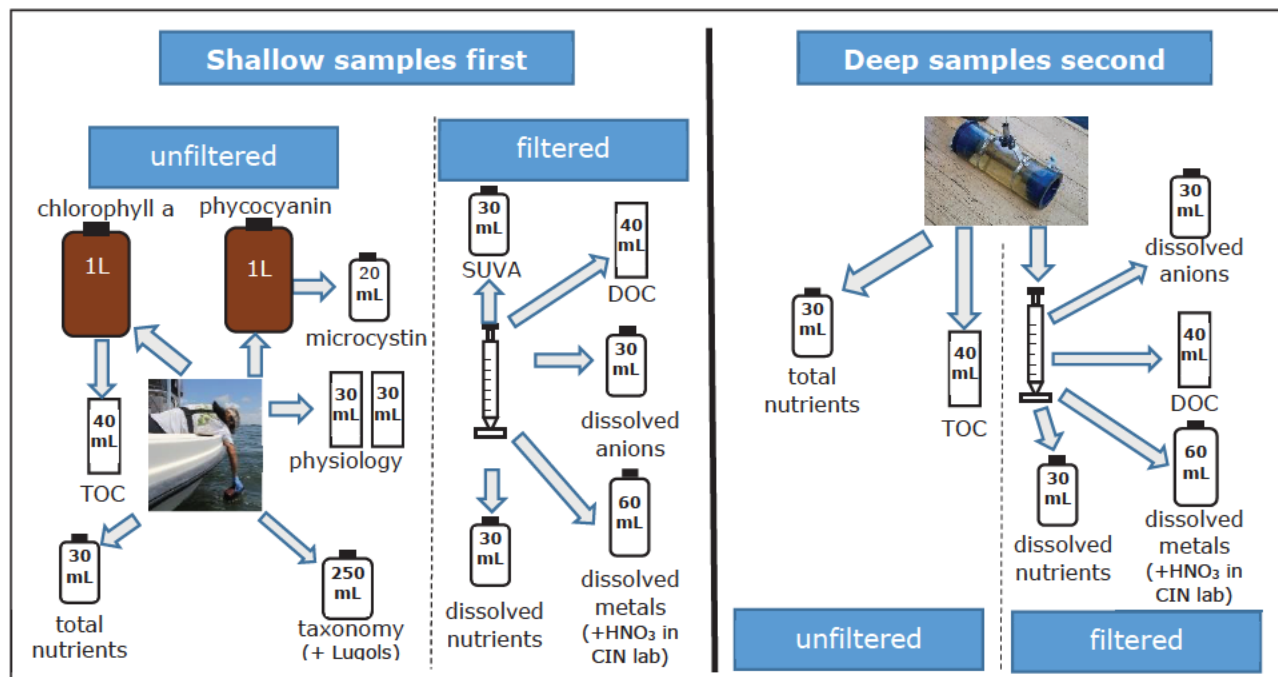 Shallow samples first
unfiltered
chlorophyll a
1L
phycocyanin
1L
20
mL
microcystin
40
mL
TOC
30
mL
30
mL
physiology
30
mL
total
nutrients
250
mL
taxonomy
(+ Lugols)
filtered
30
mL
SUVA
40
mL
DOC
30
mL
dissolved
anions
30
mL
dissolved
nutrients
60
mL
dissolved
metals
(+HNO₃ in
CIN lab)
Deep samples second
30
mL
total
nutrients
40
mL
TOC
unfiltered
30
mL
dissolved
anions
40
mL
DOC
30
mL
dissolved
nutrients
60
mL
dissolved
metals
(+HNO₃ in
CIN lab)
filtered